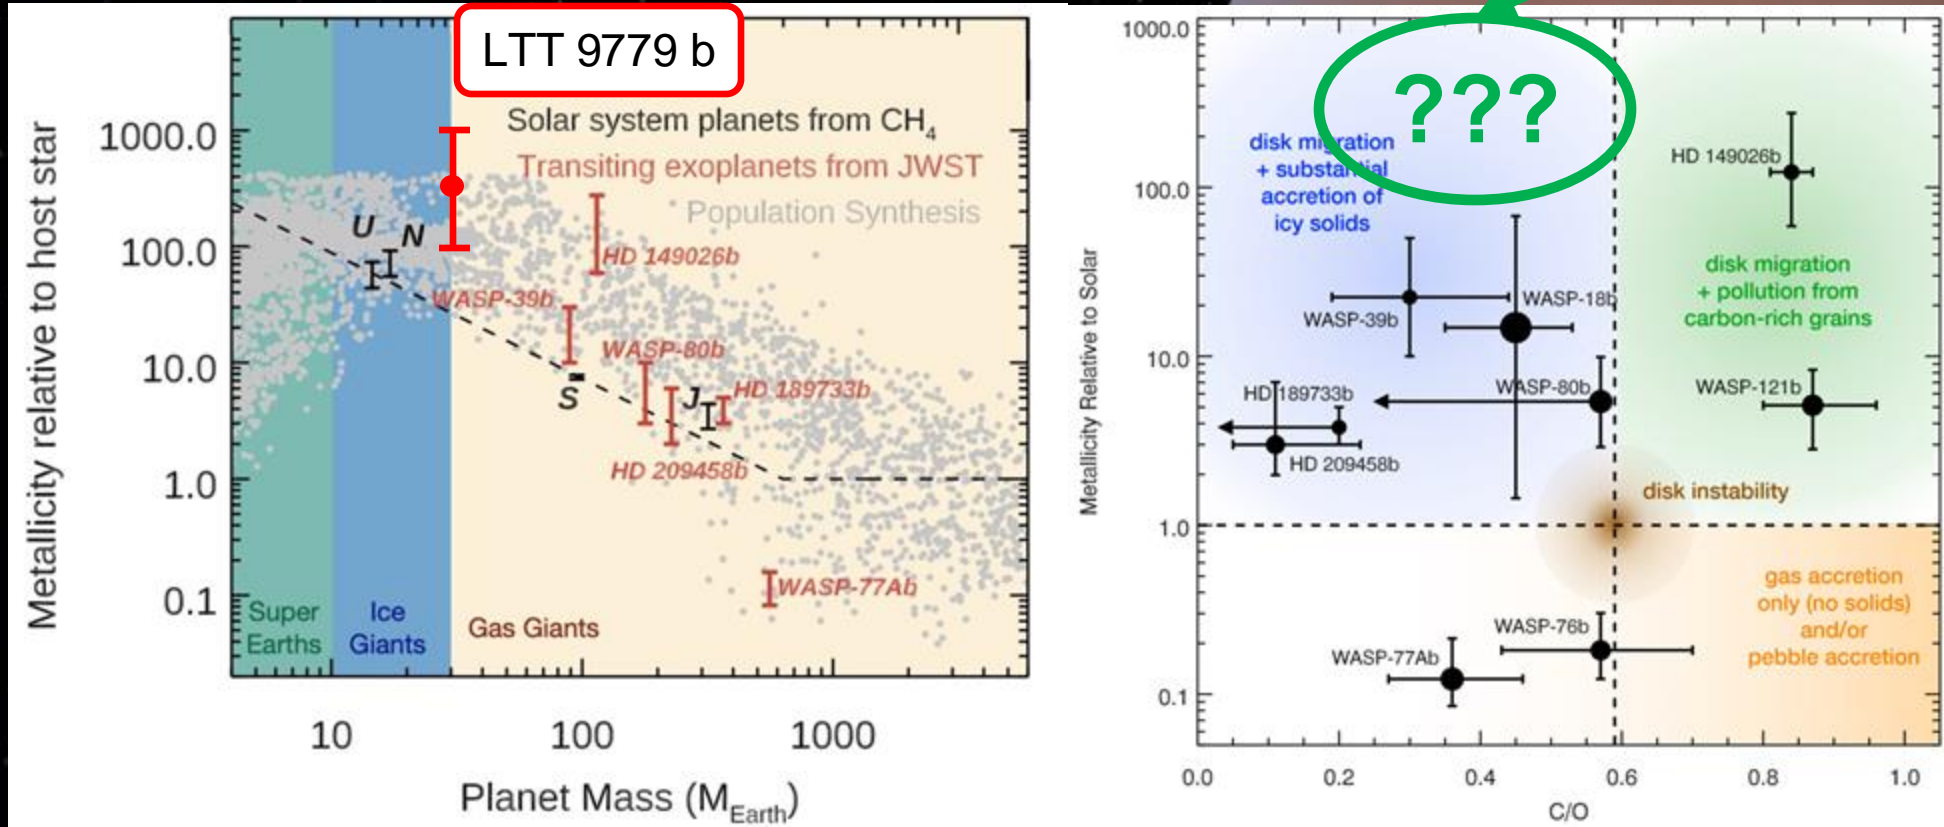 LTT 9779 b
Metallicity relative to host star
1000.0
100.0
10.0
1.0
0.1
Solar system planets from CH4
Transiting exoplanets from JWST
Population Synthesis
U
N
HD 149026b
WASP-39b
WASP-80b
S
J
HD 189733b
HD 209458b
WASP-77Ab
Super
Earths
Ice
Giants
Gas Giants
10
100
1000
Planet Mass (MEarth)
Metallicity Relative to Solar
1000.0
100.0
10.0
1.0
0.1
???
disk migration
+ substantial
accretion of
icy solids
HD 149026b
disk migration
+ pollution from
carbon-rich grains
WASP-18b
WASP-39b
HD 189733b
WASP-80b
WASP-121b
HD 209458b
disk instability
gas accretion
only (no solids)
and/or
pebble accretion
WASP-76b
WASP-77Ab
0.0
0.2
0.4
0.6
0.8
1.0
C/O